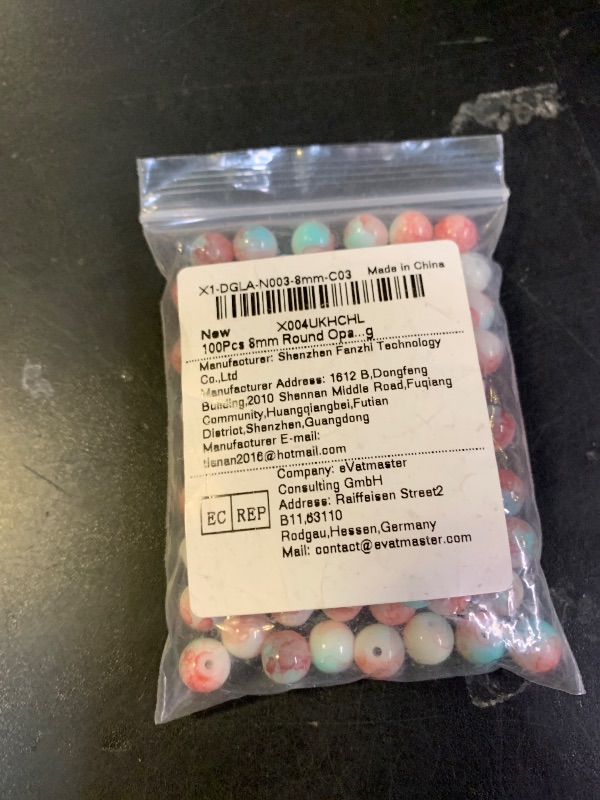 X1-DGLA-N003-8mm-C03 Made in China
X004UKHCHL
New
100Pcs 8mm Round Opa...g
Manufacturer: Shenzhen Fanzhi Technology
Co.,Ltd
Manufacturer Address: 1612 B,Dongfeng
Building,2010 Shennan Middle Road,Fuqiang
Community,Huangqiangbei,Futian
District,Shenzhen,Guangdong
Manufacturer E-mail:
tianan2016@hotmail.com
EC REP
Company: eVatmaster
Consulting GmbH
Address: Raiffeisen Street2
B11,63110
Rodgau,Hessen,Germany
Mail: contact@evatmaster.com